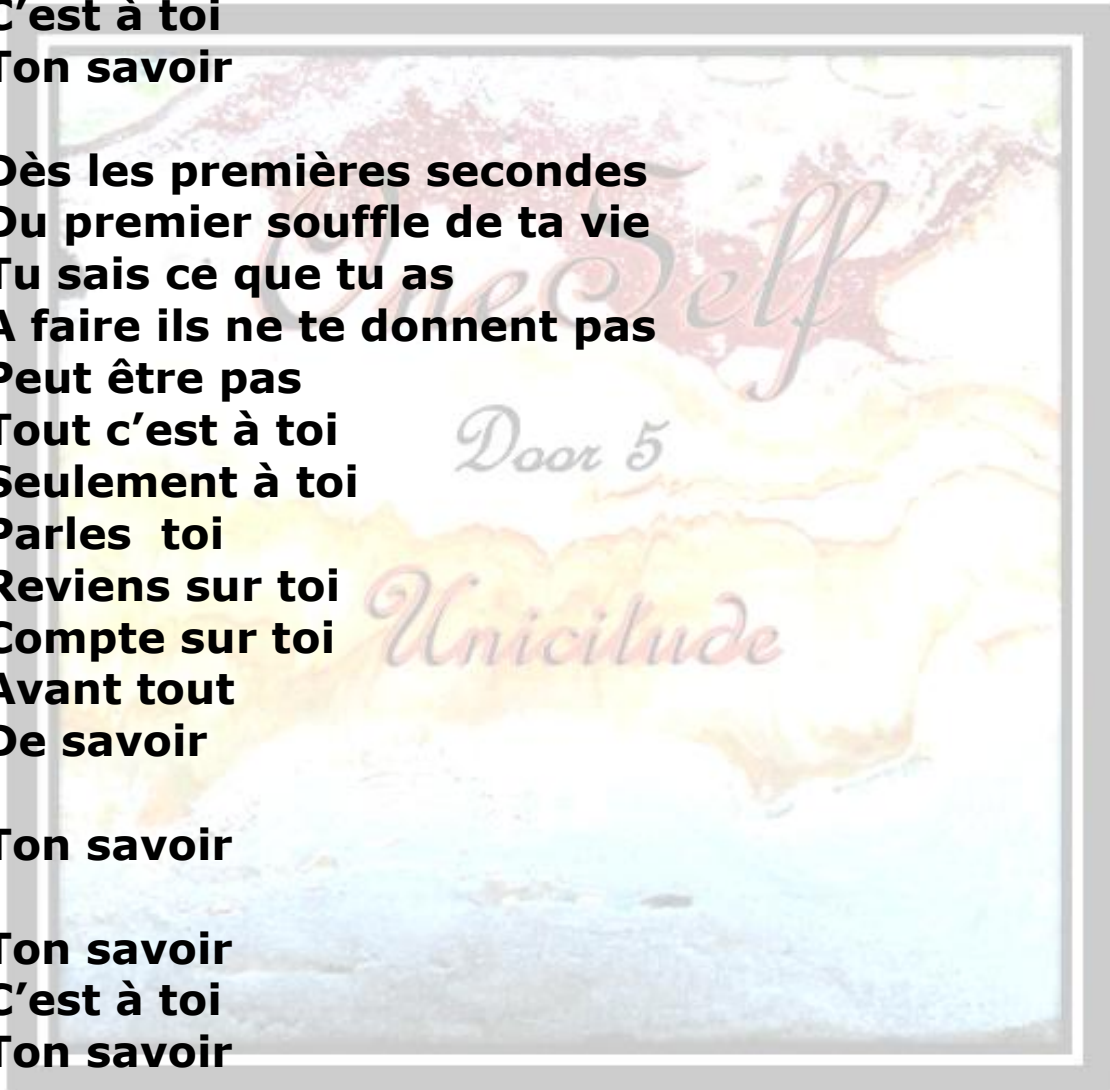 C’est à toi
Ton savoir
Dès les premières secondes
Du premier souffle de ta vie
Tu sais ce que tu as
A faire ils ne te donnent pas
Peut être pas
Tout c’est à toi
Seulement à toi
Parles  toi
Reviens sur toi
Compte sur toi
Avant tout
De savoir
Ton savoir
Ton savoir
C’est à toi
Ton savoir
OneSelf
Door 5
Unicitude